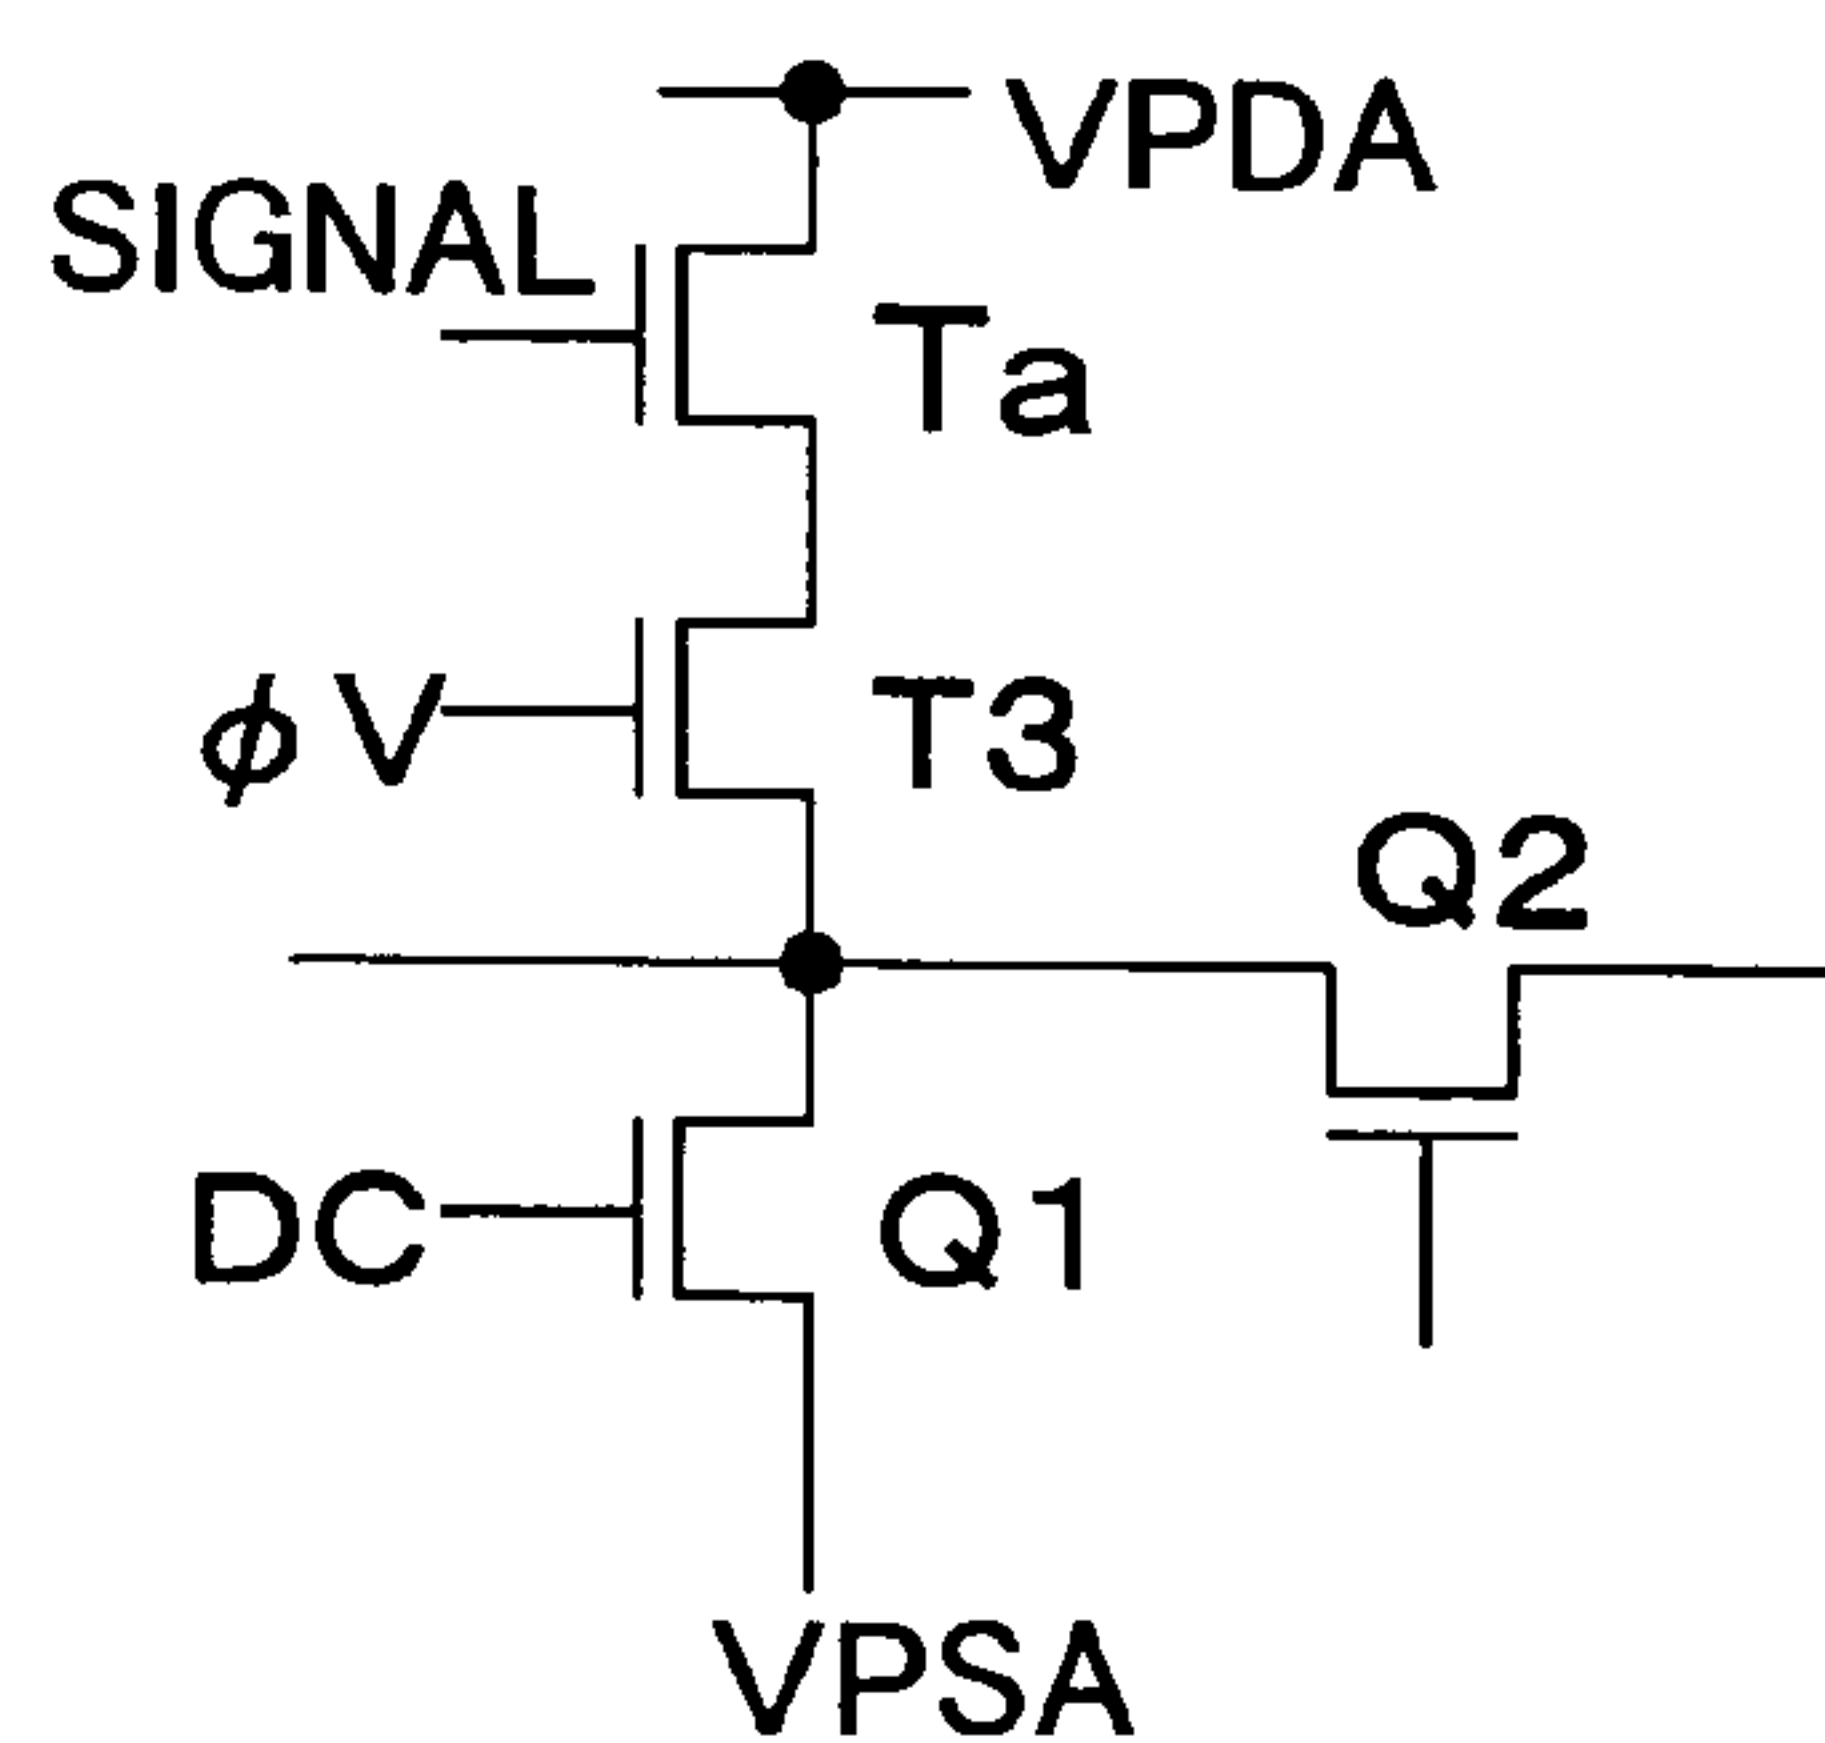 VPDA
SIGNAL
Ta
φV
T3
Q2
DC
Q1
VPSA